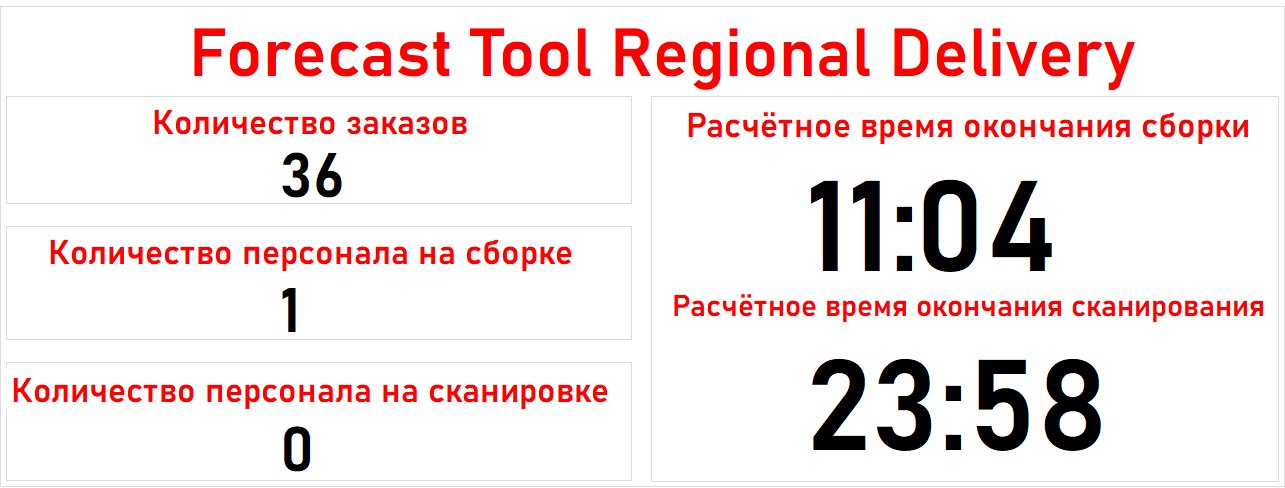 Forecast Tool Regional Delivery
Количество заказов
36
Количество персонала на сборке
1
Количество персонала на сканировке
0
Расчётное время окончания сборки
11:04
Расчётное время окончания сканирования
23:58